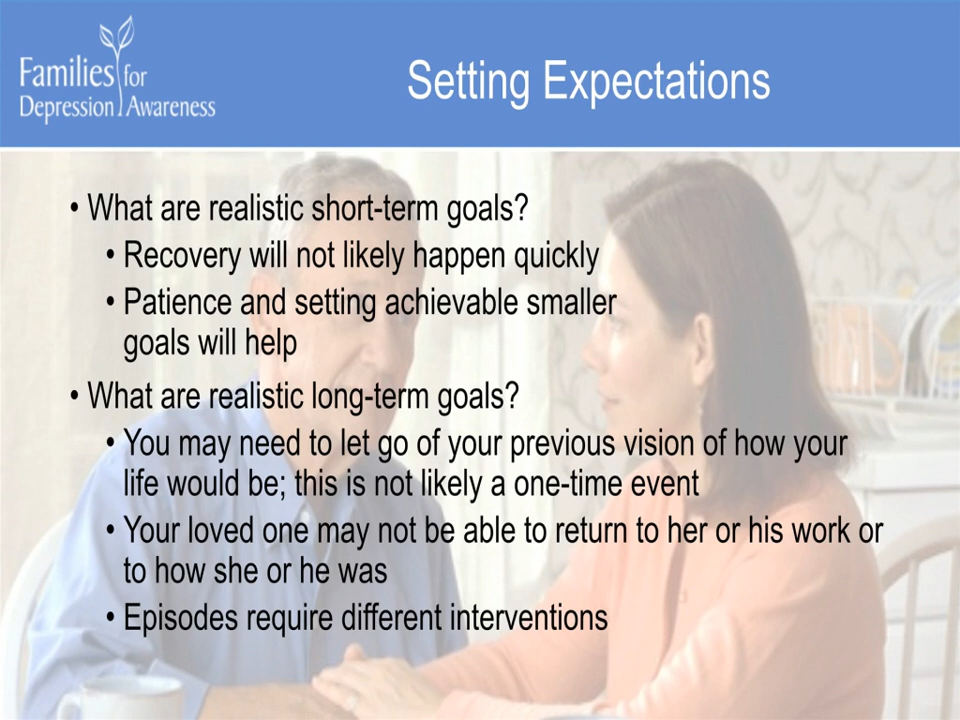 Families for
Depression Awareness
Setting Expectations
• What are realistic short-term goals?
• Recovery will not likely happen quickly
• Patience and setting achievable smaller
goals will help
• What are realistic long-term goals?
• You may need to let go of your previous vision of how your
life would be; this is not likely a one-time event
• Your loved one may not be able to return to her or his work or
to how she or he was
• Episodes require different interventions